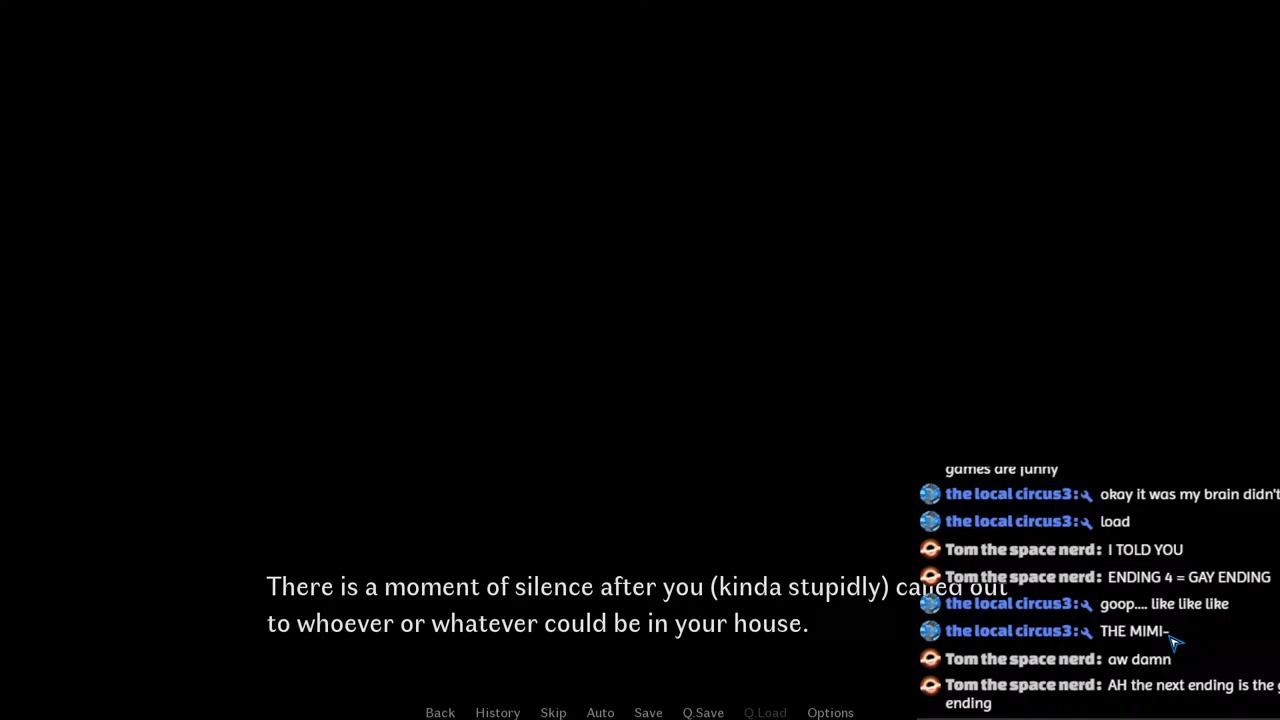 games are funny
the local circus3: okay it was my brain didn't
the local circus3: load
Tom the space nerd: I TOLD YOU
Tom the space nerd: ENDING 4 = GAY ENDING
the local circus3: goop.... like like like
the local circus3: THE MIMI-
Tom the space nerd: aw damn
Tom the space nerd: AH the next ending is the
ending
There is a moment of silence after you (kinda stupidly) called out
to whoever or whatever could be in your house.
Back History Skip Auto Save Q.Save Q.Load Options